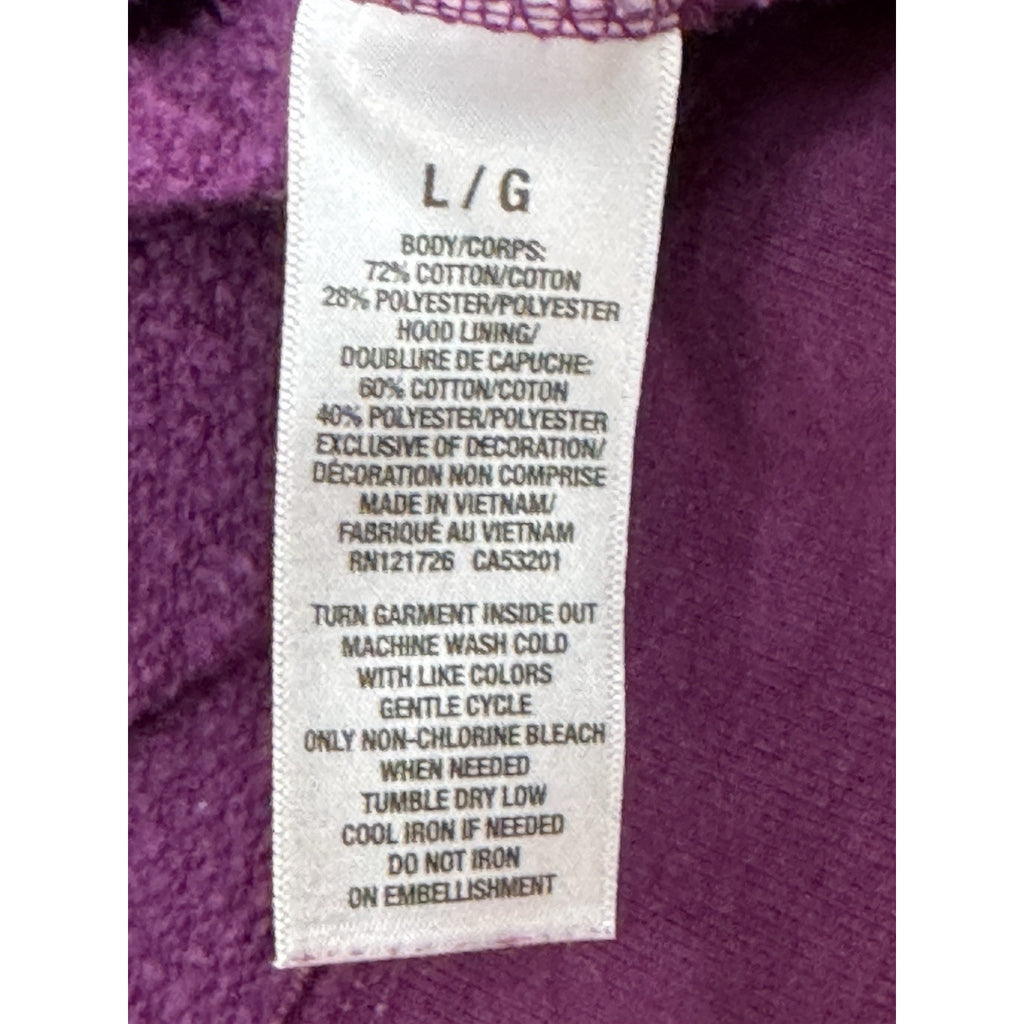 L / G
BODY/CORPS:
72% COTTON/COTON
28% POLYESTER/POLYESTER
HOOD LINING/
DOUBLURE DE CAPUCHE:
60% COTTON/COTON
40% POLYESTER/POLYESTER
EXCLUSIVE OF DECORATION/
DÉCORATION NON COMPRISE
MADE IN VIETNAM/
FABRIQUÉ AU VIETNAM
RN121726 CA53201
TURN GARMENT INSIDE OUT
MACHINE WASH COLD
WITH LIKE COLORS
GENTLE CYCLE
ONLY NON-CHLORINE BLEACH
WHEN NEEDED
TUMBLE DRY LOW
COOL IRON IF NEEDED
DO NOT IRON
ON EMBELLISHMENT